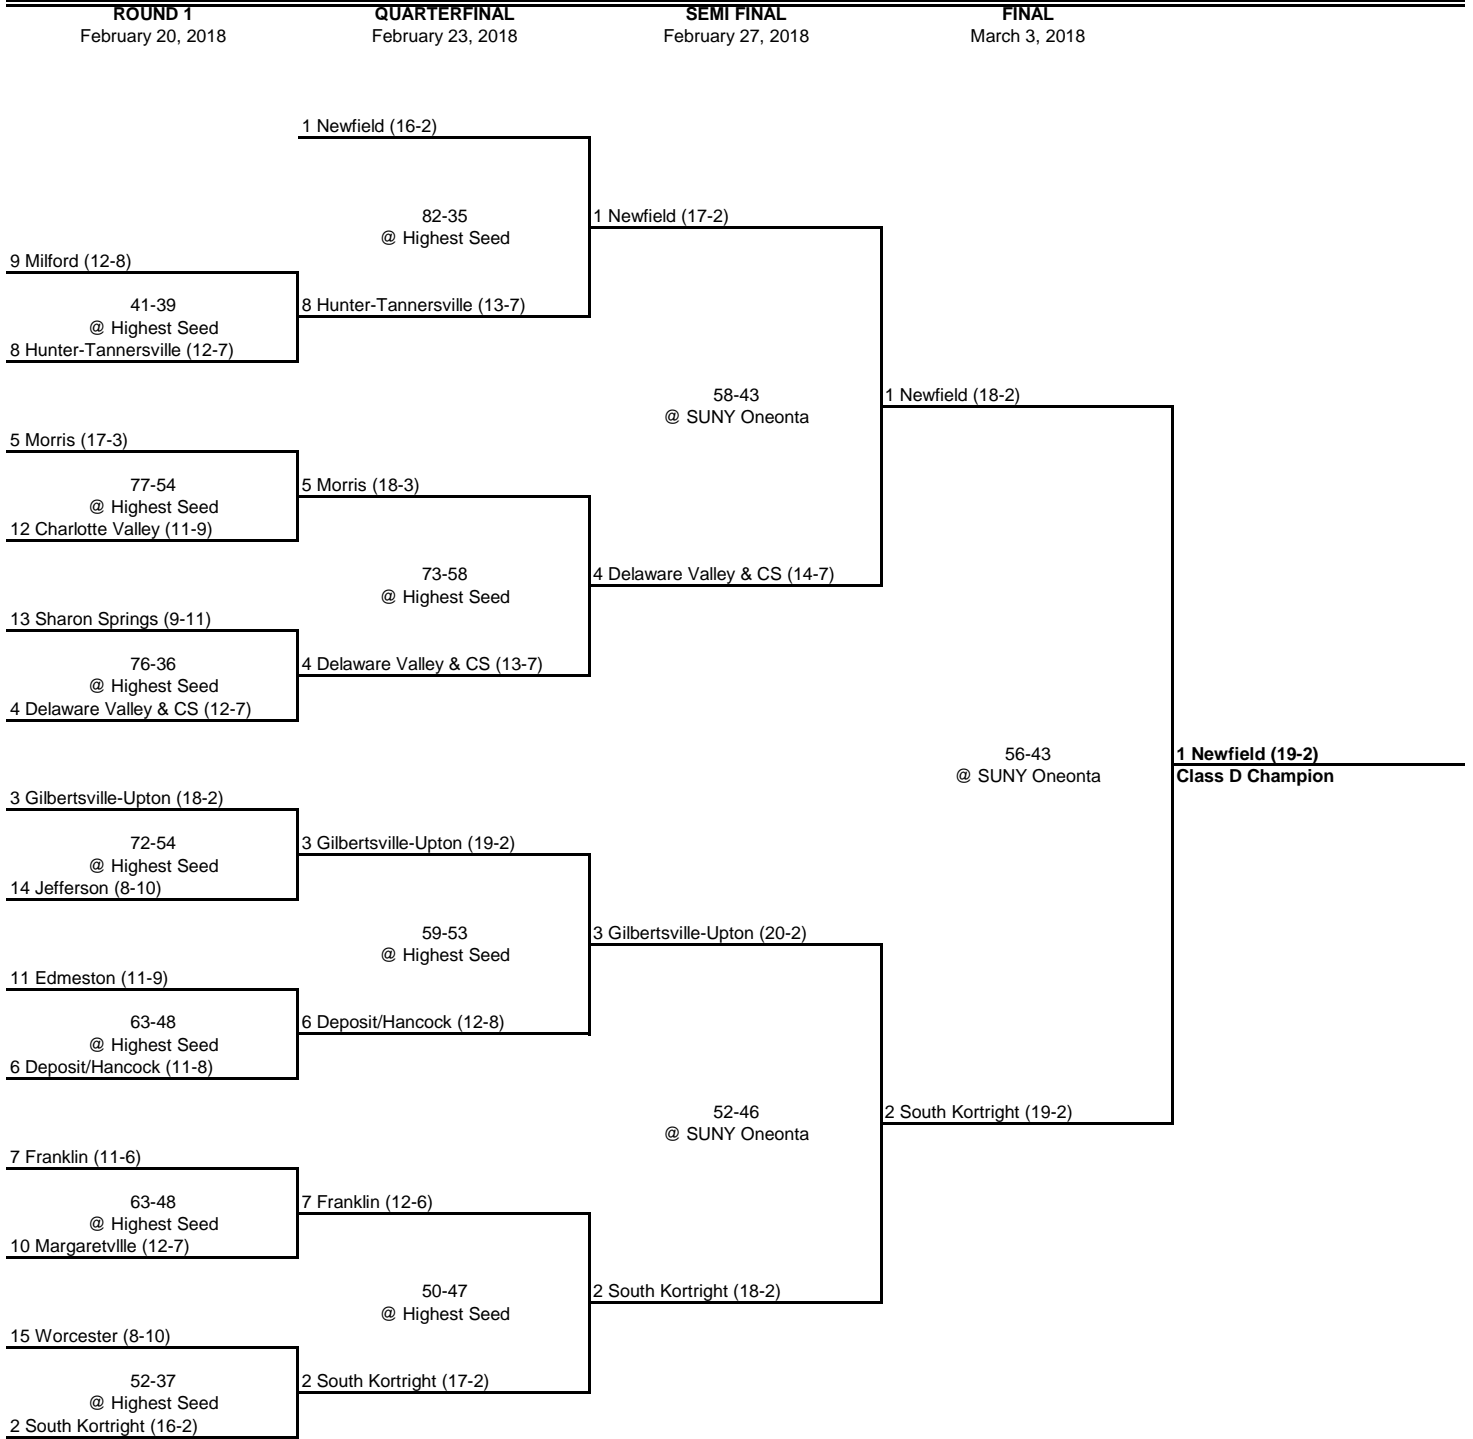 ROUND 1
February 20, 2018
QUARTERFINAL
February 23, 2018
SEMI FINAL
February 27, 2018
FINAL
March 3, 2018
1 Newfield (16-2)
82-35
@ Highest Seed
1 Newfield (17-2)
9 Milford (12-8)
41-39
@ Highest Seed
8 Hunter-Tannersville (13-7)
8 Hunter-Tannersville (12-7)
58-43
@ SUNY Oneonta
1 Newfield (18-2)
5 Morris (17-3)
77-54
@ Highest Seed
5 Morris (18-3)
12 Charlotte Valley (11-9)
73-58
@ Highest Seed
4 Delaware Valley & CS (14-7)
13 Sharon Springs (9-11)
76-36
@ Highest Seed
4 Delaware Valley & CS (13-7)
4 Delaware Valley & CS (12-7)
56-43
@ SUNY Oneonta
1 Newfield (19-2)
Class D Champion
3 Gilbertsville-Upton (18-2)
72-54
@ Highest Seed
3 Gilbertsville-Upton (19-2)
14 Jefferson (8-10)
59-53
@ Highest Seed
3 Gilbertsville-Upton (20-2)
11 Edmeston (11-9)
63-48
@ Highest Seed
6 Deposit/Hancock (12-8)
6 Deposit/Hancock (11-8)
52-46
@ SUNY Oneonta
2 South Kortright (19-2)
7 Franklin (11-6)
63-48
@ Highest Seed
7 Franklin (12-6)
10 Margaretvllle (12-7)
50-47
@ Highest Seed
2 South Kortright (18-2)
15 Worcester (8-10)
52-37
@ Highest Seed
2 South Kortright (17-2)
2 South Kortright (16-2)